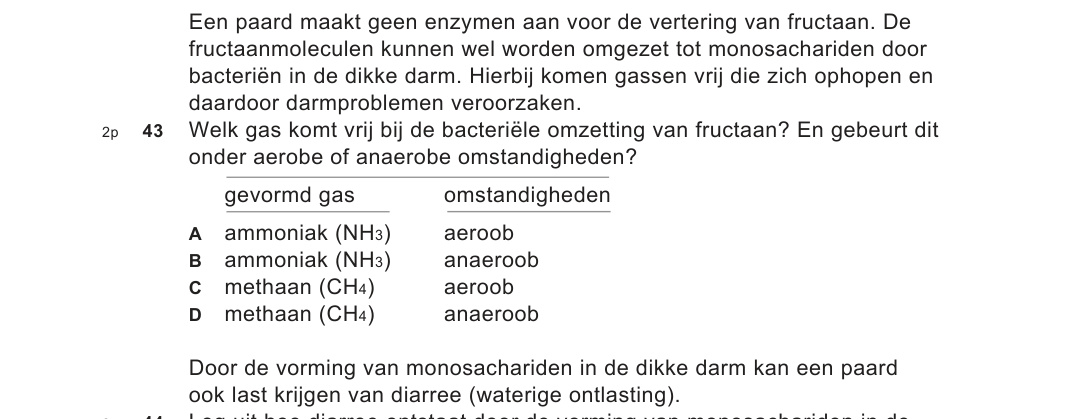 Een paard maakt geen enzymen aan voor de vertering van fructaan. De
fructaanmoleculen kunnen wel worden omgezet tot monosachariden door
bacteriën in de dikke darm. Hierbij komen gassen vrij die zich ophopen en
daardoor darmproblemen veroorzaken.
2p 43 Welk gas komt vrij bij de bacteriële omzetting van fructaan? En gebeurt dit
onder aerobe of anaerobe omstandigheden?
gevormd gas omstandigheden
A ammoniak (NH3) aeroob
B ammoniak (NH3) anaeroob
C methaan (CH4) aeroob
D methaan (CH4) anaeroob
Door de vorming van monosachariden in de dikke darm kan een paard
ook last krijgen van diarree (waterige ontlasting).